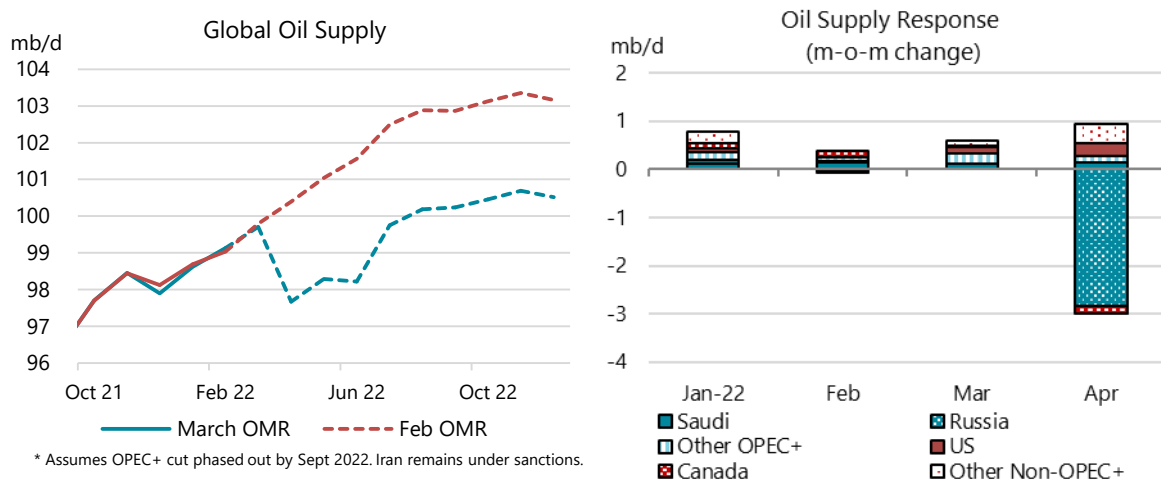 Global Oil Supply
mb/d
104
103
102
101
100
99
98
97
96
Oct 21
Feb 22
Jun 22
Oct 22
March OMR
Feb OMR
* Assumes OPEC+ cut phased out by Sept 2022. Iran remains under sanctions.
Oil Supply Response
(m-o-m change)
mb/d
2
1
0
-1
-2
-3
-4
Jan-22
Feb
Mar
Apr
Saudi
Russia
Other OPEC+
US
Canada
Other Non-OPEC+